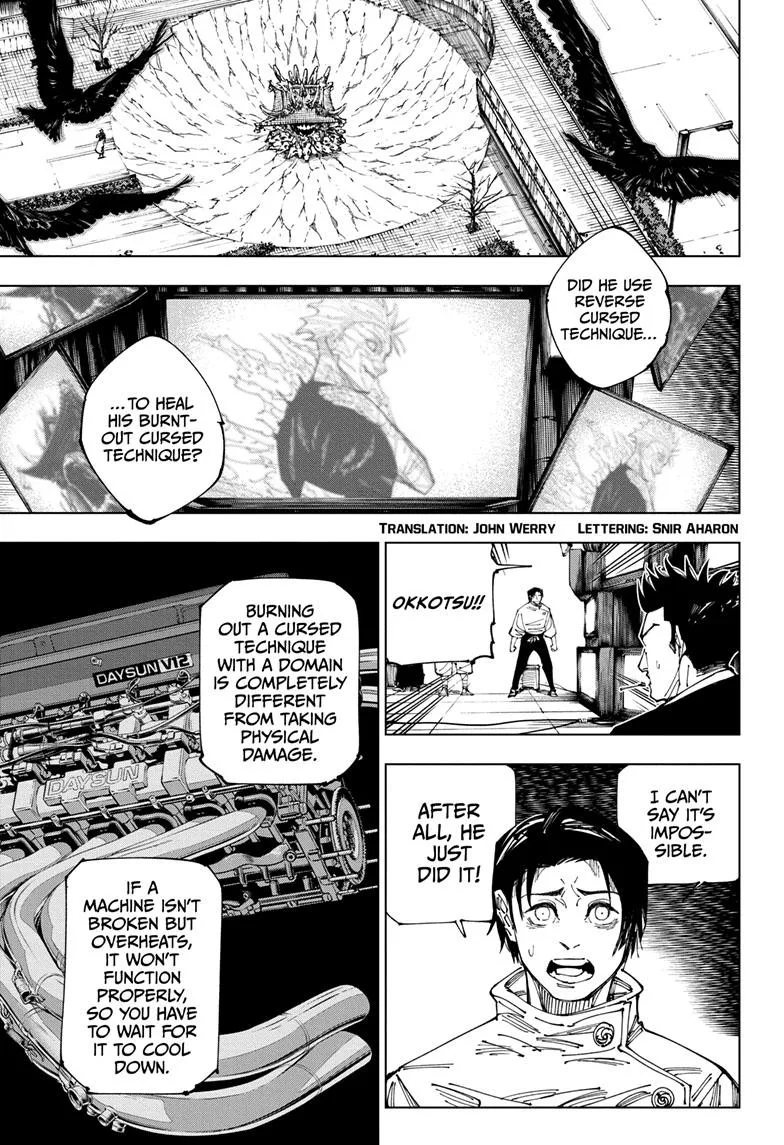 DID HE USE
REVERSE
CURSED
TECHNIQUE...
...TO HEAL
HIS BURNT-
OUT CURSED
TECHNIQUE?
TRANSLATION: JOHN WERRY LETTERING: SNIR AHARON
OKKOTSU!!
I CAN'T
SAY IT'S
IMPOS-
SIBLE.
AFTER
ALL, HE
JUST
DID IT!
BURNING
OUT A CURSED
TECHNIQUE
WITH A DOMAIN
IS COMPLETELY
DIFFERENT
FROM TAKING
PHYSICAL
DAMAGE.
DAYSUN V12
DAYSUN
IF A
MACHINE ISN'T
BROKEN BUT
OVERHEATS,
IT WON'T
FUNCTION
PROPERLY,
SO YOU HAVE
TO WAIT FOR
IT TO COOL
DOWN.